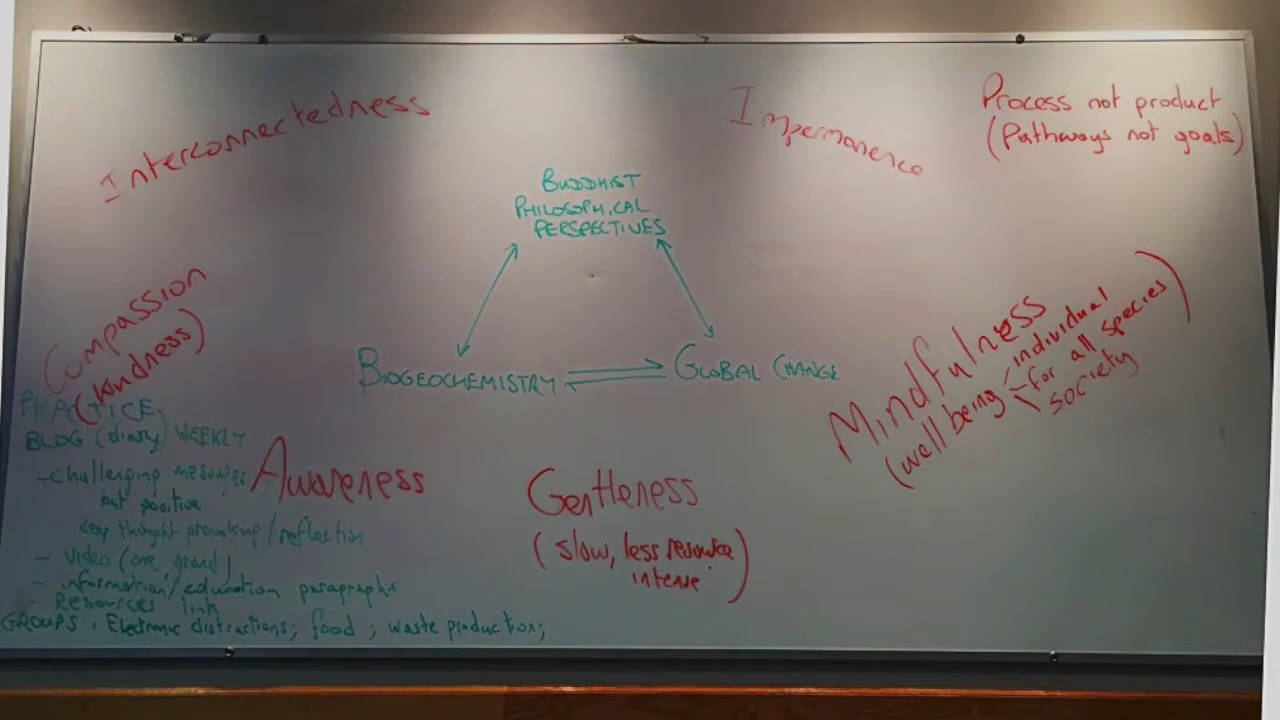 Interconnectedness
Impermanence
Process not product
(Pathways not goals)
BUDDHIST
PHILOSOPHICAL
PERSPECTIVES
BIOGEOCHEMISTRY
GLOBAL CHANGE
Compassion
(kindness)
Mindfulness
(well being
individual
for all species)
society
PRACTICE
BLOG (diary) WEEKLY
- challenging messages
but positive
deep thought provoking/reflection
- video (one, grand)
- information/education paragraphs
- Resources link
GROUPS: Electronic distractions; food; waste production;
Awareness
Gentleness
(slow, less resource
intense)